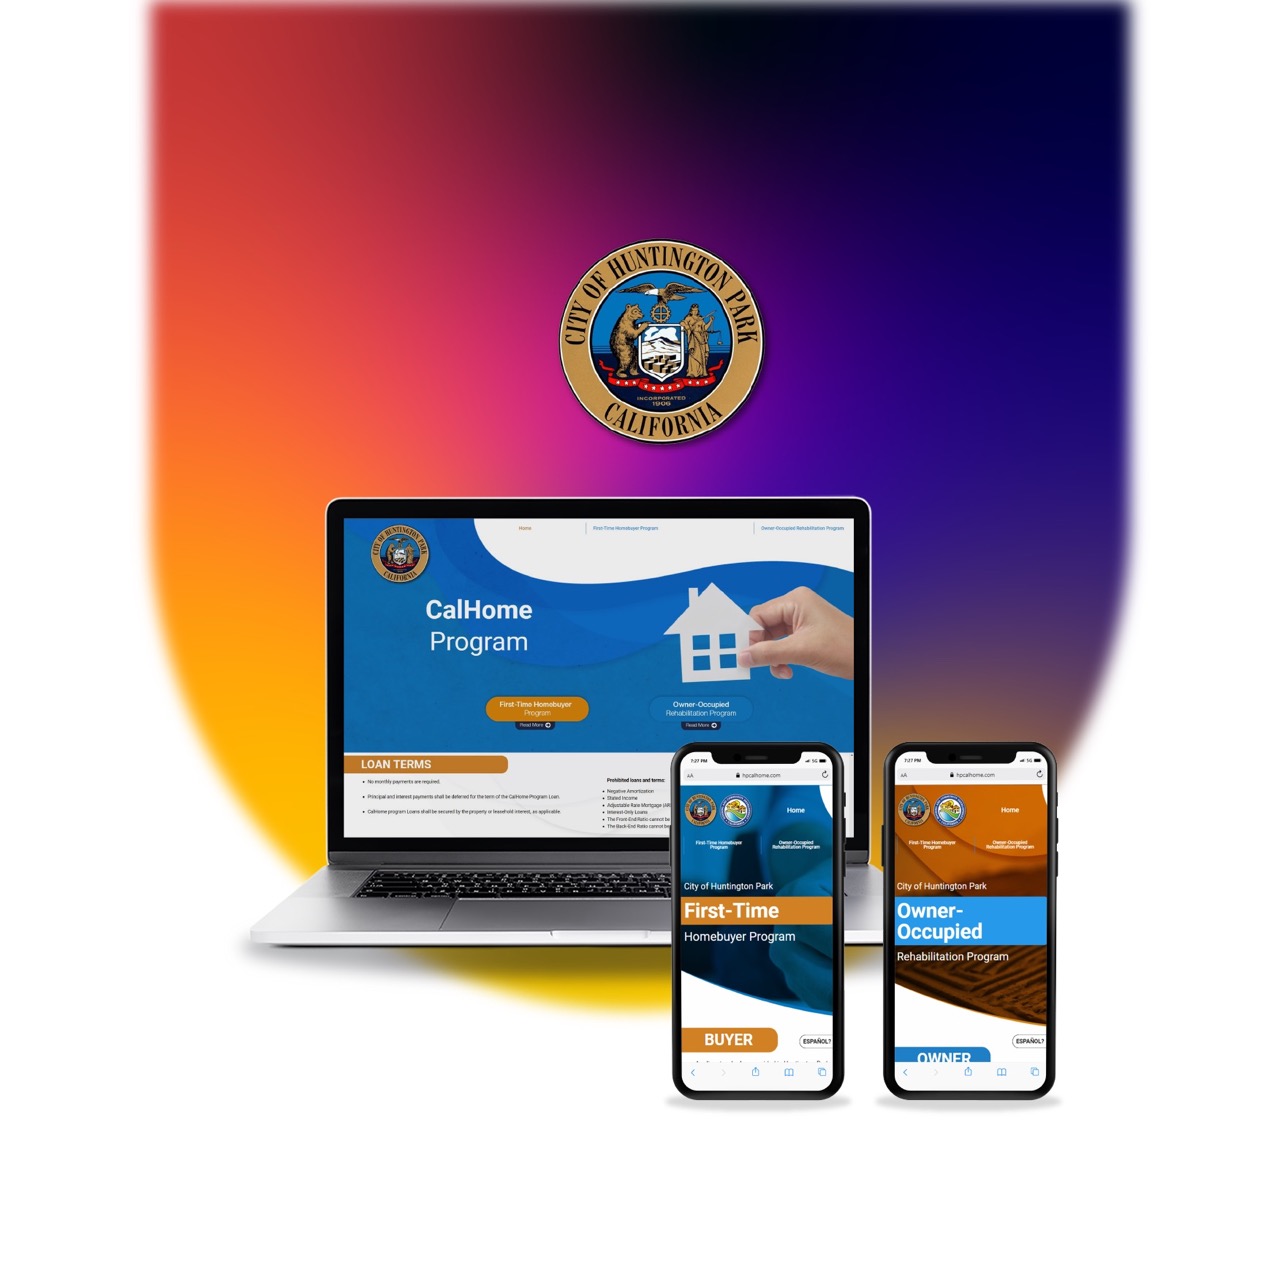 CITY OF HUNTINGTON PARK
INCORPORATED
1906
CALIFORNIA
CITY OF HUNTINGTON PARK
CALIFORNIA
Home
First-Time Homebuyer Program
Owner-Occupied Rehabilitation Program
CalHome
Program
First-Time Homebuyer
Program
Read More
Owner-Occupied
Rehabilitation Program
Read More
LOAN TERMS
No monthly payments are required.
Principal and interest payments shall be deferred for the term of the CalHome Program Loan.
CalHome program Loans shall be secured by the property or leasehold interest, as applicable.
Prohibited loans and terms:
Negative Amortization
Stated Income
Adjustable Rate Mortgage (AR
Interest-Only Loans
The Front-End Ratio cannot be
The Back-End Ratio cannot be
7:27 PM
5G
AA
hpcalhome.com
Home
First-Time Homebuyer
Program
Owner-Occupied
Rehabilitation Program
City of Huntington Park
First-Time
Homebuyer Program
BUYER
ESPAÑOL?
7:27 PM
5G
AA
hpcalhome.com
Home
First-Time Homebuyer
Program
Owner-Occupied
Rehabilitation Program
City of Huntington Park
Owner-
Occupied
Rehabilitation Program
ESPAÑOL?
OWNER